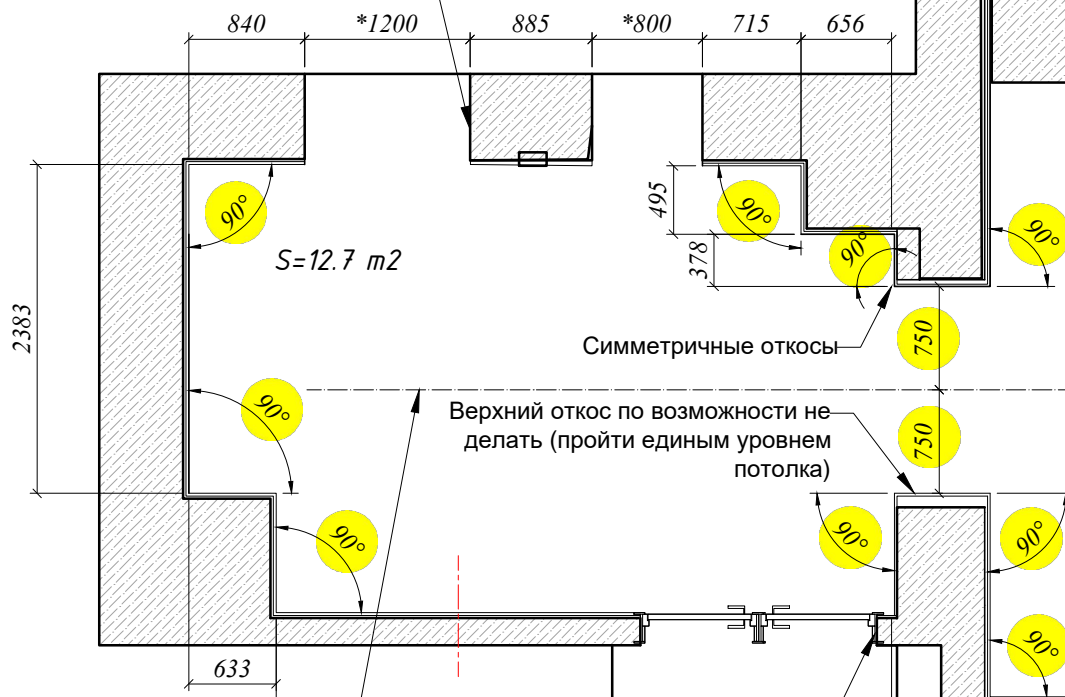 840 *1200 885 *800 715 656
90°
495
90°
90°
90°
S=12.7 m2
378
2383
750
Симметричные откосы
90°
Верхний откос по возможности не
делать (пройти единым уровнем
потолка)
750
90°
90°
90°
90°
633